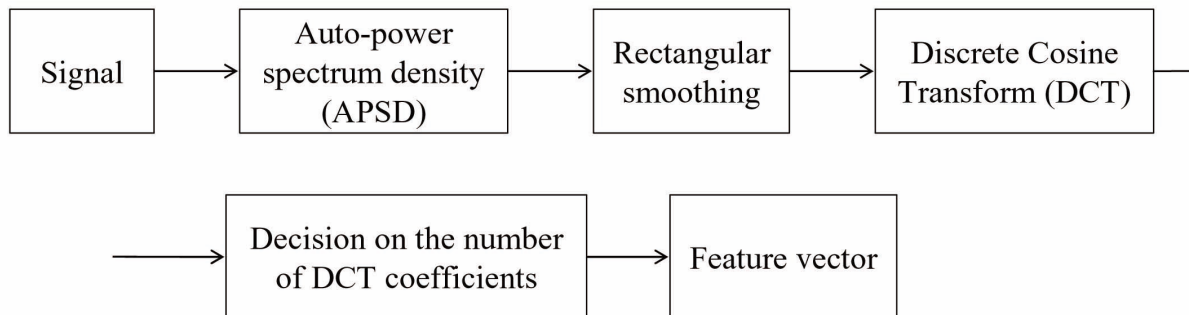 Signal
Auto-power
spectrum density
(APSD)
Rectangular
smoothing
Discrete Cosine
Transform (DCT)
Decision on the number
of DCT coefficients
Feature vector